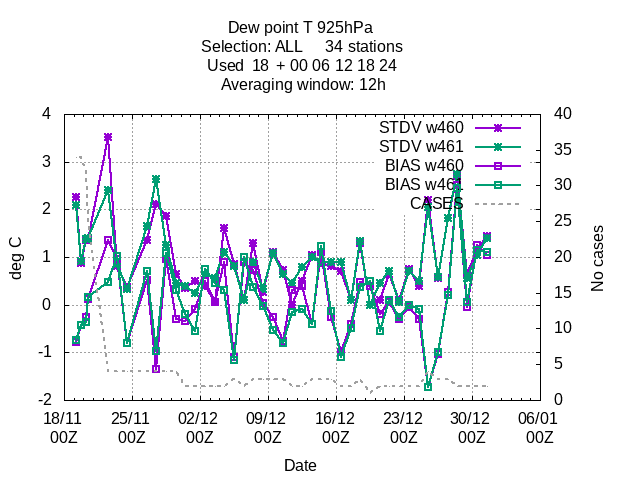 Dew point T 925hPa
Selection: ALL 34 stations
Used 18 + 00 06 12 18 24
Averaging window: 12h
4
3
2
1
0
-1
-2
deg C
40
35
30
25
20
15
10
5
0
No cases
STDV w460
STDV w461
BIAS w460
BIAS w461
CASES
18/11 25/11 02/12 09/12 16/12 23/12 30/12 06/01
00Z 00Z 00Z 00Z 00Z 00Z 00Z 00Z
Date